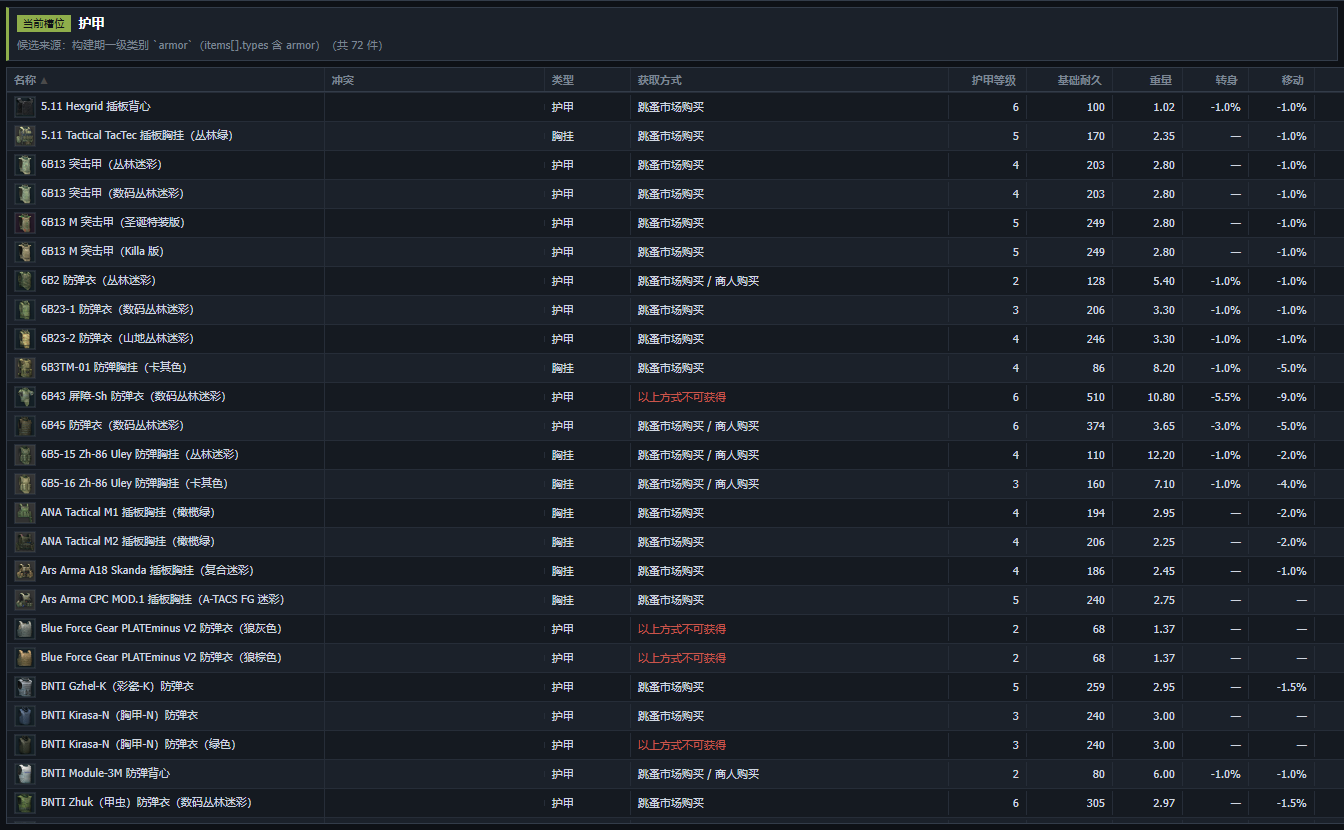 当前槽位 护甲
候选来源：构建期一级类别 `armor`（items[].types 含 armor）（共 72 件）
名称 ▲ 冲突 类型 获取方式 护甲等级 基础耐久 重量 转身 移动
5.11 Hexgrid 插板背心 护甲 跳蚤市场购买 6 100 1.02 -1.0% -1.0%
5.11 Tactical TacTec 插板胸挂（丛林绿） 胸挂 跳蚤市场购买 5 170 2.35 — -1.0%
6B13 突击甲（丛林迷彩） 护甲 跳蚤市场购买 4 203 2.80 — -1.0%
6B13 突击甲（数码丛林迷彩） 护甲 跳蚤市场购买 4 203 2.80 — -1.0%
6B13 M 突击甲（圣诞特装版） 护甲 跳蚤市场购买 5 249 2.80 — -1.0%
6B13 M 突击甲（Killa 版） 护甲 跳蚤市场购买 5 249 2.80 — -1.0%
6B2 防弹衣（丛林迷彩） 护甲 跳蚤市场购买 / 商人购买 2 128 5.40 -1.0% -1.0%
6B23-1 防弹衣（数码丛林迷彩） 护甲 跳蚤市场购买 3 206 3.30 -1.0% -1.0%
6B23-2 防弹衣（山地丛林迷彩） 护甲 跳蚤市场购买 4 246 3.30 -1.0% -1.0%
6B3TM-01 防弹胸挂（卡其色） 胸挂 跳蚤市场购买 4 86 8.20 -1.0% -5.0%
6B43 屏障-Sh 防弹衣（数码丛林迷彩） 护甲 以上方式不可获得 6 510 10.80 -5.5% -9.0%
6B45 防弹衣（数码丛林迷彩） 护甲 跳蚤市场购买 / 商人购买 6 374 3.65 -3.0% -5.0%
6B5-15 Zh-86 Uley 防弹胸挂（丛林迷彩） 胸挂 跳蚤市场购买 / 商人购买 4 110 12.20 -1.0% -2.0%
6B5-16 Zh-86 Uley 防弹胸挂（卡其色） 胸挂 跳蚤市场购买 / 商人购买 3 160 7.10 -1.0% -4.0%
ANA Tactical M1 插板胸挂（橄榄绿） 胸挂 跳蚤市场购买 4 194 2.95 — -2.0%
ANA Tactical M2 插板胸挂（橄榄绿） 胸挂 跳蚤市场购买 4 206 2.25 — -2.0%
Ars Arma A18 Skanda 插板胸挂（复合迷彩） 胸挂 跳蚤市场购买 4 186 2.45 — -1.0%
Ars Arma CPC MOD.1 插板胸挂（A-TACS FG 迷彩） 胸挂 跳蚤市场购买 5 240 2.75 — —
Blue Force Gear PLATEminus V2 防弹衣（狼灰色） 护甲 以上方式不可获得 2 68 1.37 — —
Blue Force Gear PLATEminus V2 防弹衣（狼棕色） 护甲 以上方式不可获得 2 68 1.37 — —
BNTI Gzhel-K（彩瓷-K）防弹衣 护甲 跳蚤市场购买 5 259 2.95 — -1.5%
BNTI Kirasa-N（胸甲-N）防弹衣 护甲 跳蚤市场购买 3 240 3.00 — —
BNTI Kirasa-N（胸甲-N）防弹衣（绿色） 护甲 以上方式不可获得 3 240 3.00 — —
BNTI Module-3M 防弹背心 护甲 跳蚤市场购买 / 商人购买 2 80 6.00 -1.0% -1.0%
BNTI Zhuk（甲虫）防弹衣（数码丛林迷彩） 护甲 跳蚤市场购买 6 305 2.97 — -1.5%